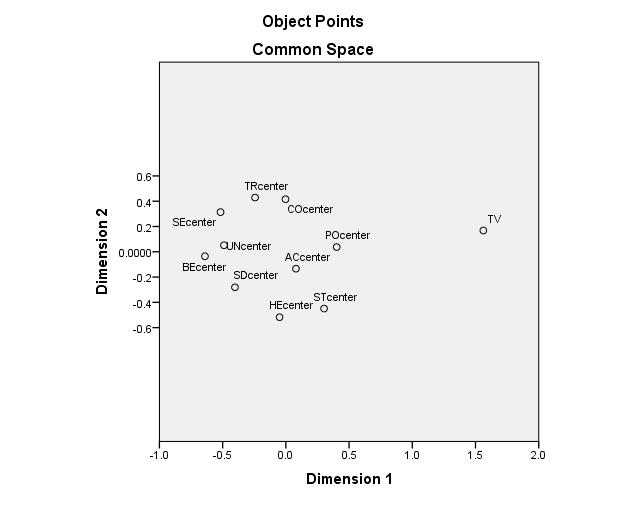 Object Points
Common Space
Dimension 2
0.6
0.4
0.2
0.0000
-0.2
-0.4
-0.6
TRcenter
COcenter
SEcenter
TV
POcenter
UNcenter
ACcenter
BEcenter
SDcenter
STcenter
HEcenter
-1.0
-0.5
0.0
0.5
1.0
1.5
2.0
Dimension 1